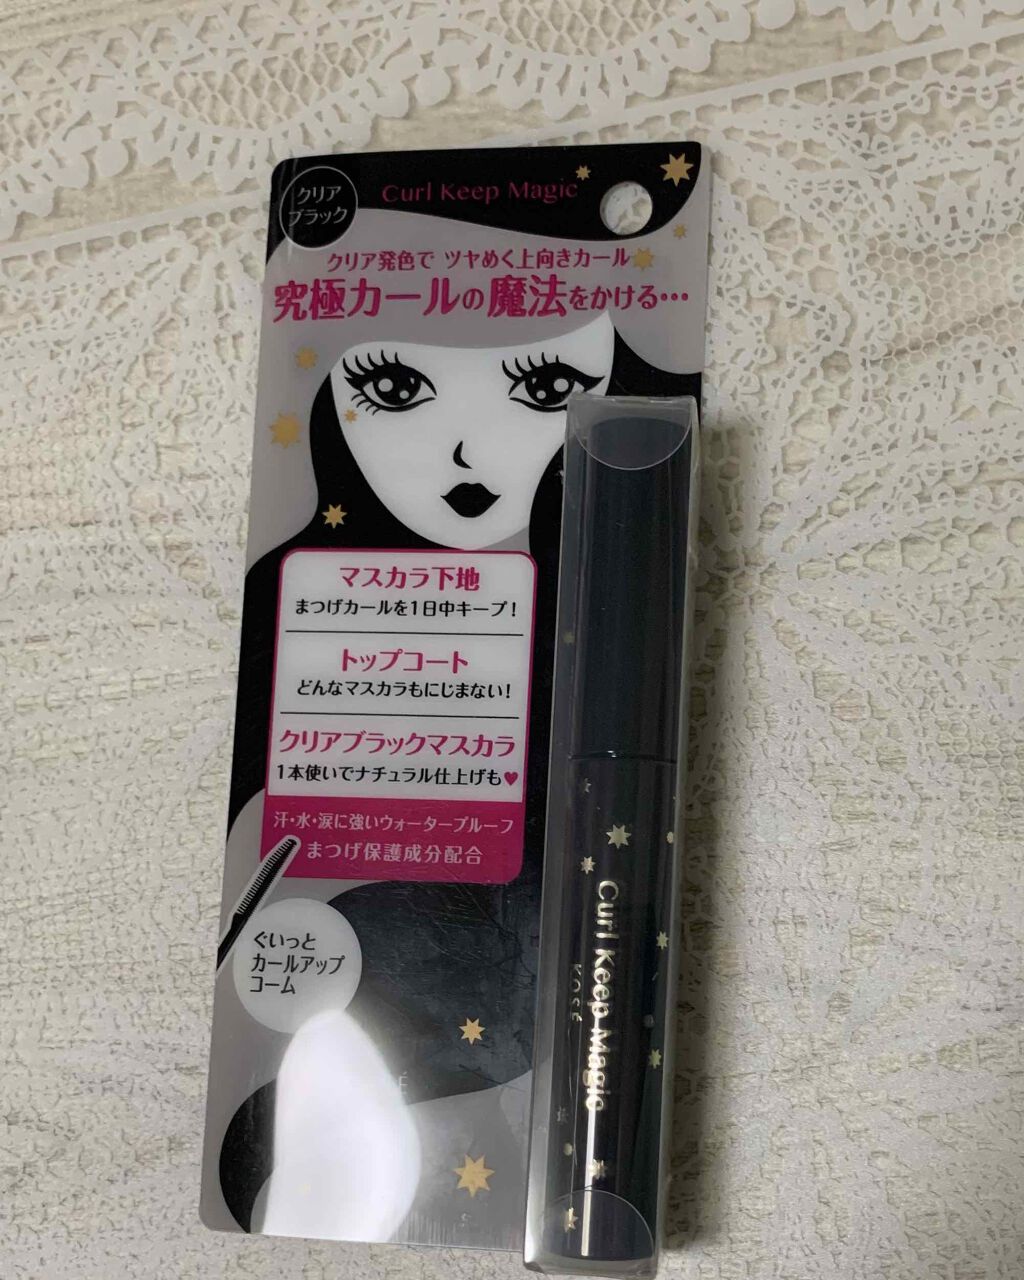 クリア
ブラック
Curl Keep Magic
クリア発色で ツヤめく上向きカール
究極カールの魔法をかける…
マスカラ下地
まつげカールを1日中キープ!
トップコート
どんなマスカラもにじまない!
クリアブラックマスカラ
1本使いでナチュラル仕上げも♥
汗・水・涙に強いウォータープルーフ
まつげ保護成分配合
ぐいっと
カールアップ
コーム
Curl Keep Magic
KOSÉ